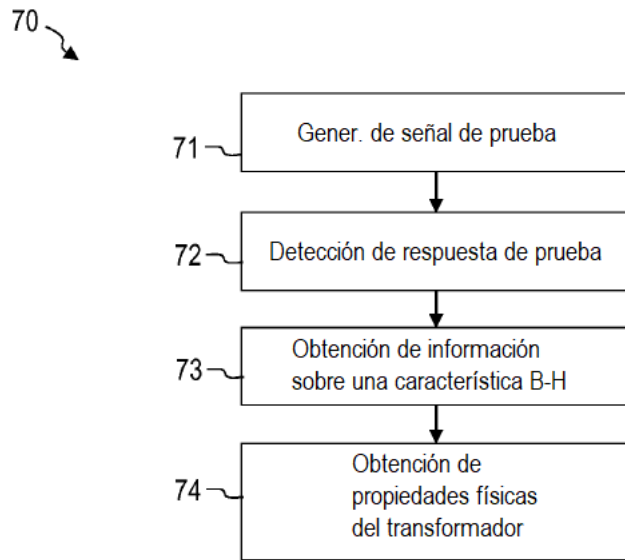 70
Gener. de señal de prueba
71
Detección de respuesta de prueba
72
Obtención de información
sobre una característica B-H
73
Obtención de
propiedades físicas
del transformador
74